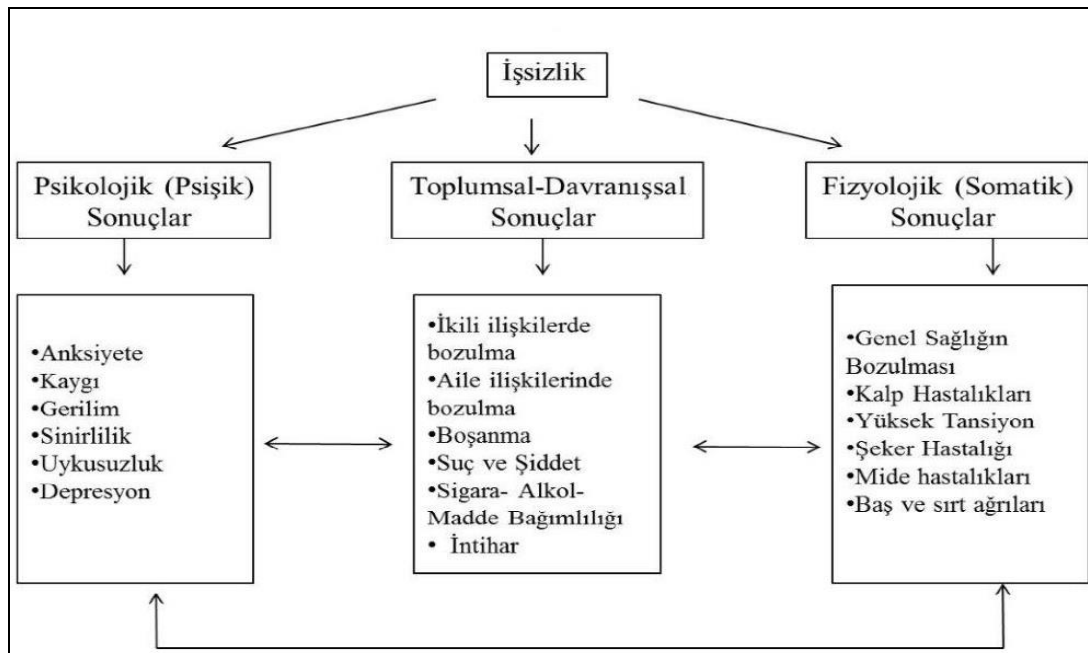 İşsizlik
Psikolojik (Psişik)
Sonuçlar
Toplumsal-Davranışsal
Sonuçlar
Fizyolojik (Somatik)
Sonuçlar
•Anksiyete
•Kaygı
•Gerilim
•Sinirlilik
•Uykusuzluk
•Depresyon
•İkili ilişkilerde
bozulma
•Aile ilişkilerinde
bozulma
•Boşanma
•Suç ve Şiddet
•Sigara- Alkol-
Madde Bağımlılığı
• İntihar
•Genel Sağlığın
Bozulması
•Kalp Hastalıkları
•Yüksek Tansiyon
•Şeker Hastalığı
•Mide hastalıkları
•Baş ve sırt ağrıları